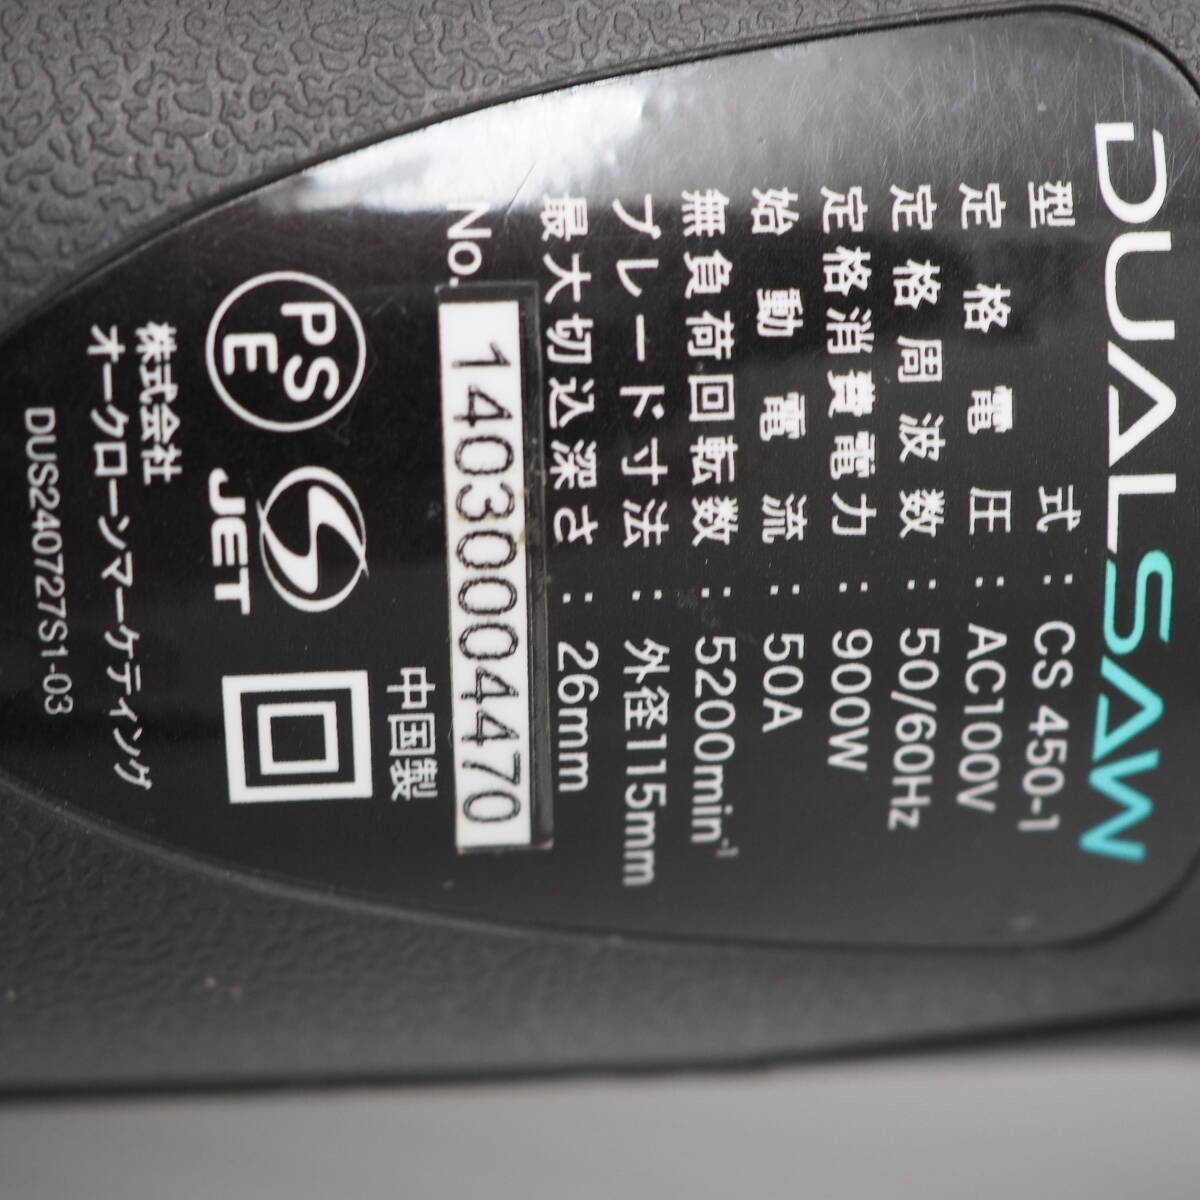 DUALSAW
型式：CS 450-1
定格電圧：AC100V
定格周波数：50/60Hz
定格消費電力：900W
始動電流：50A
無負荷回転数：5200min⁻¹
ブレード寸法：外径115mm
最大切込深さ：26mm
No. 14030004470
中国製
PSE
JET
株式会社
オークローンマーケティング
DUS240727S1-03